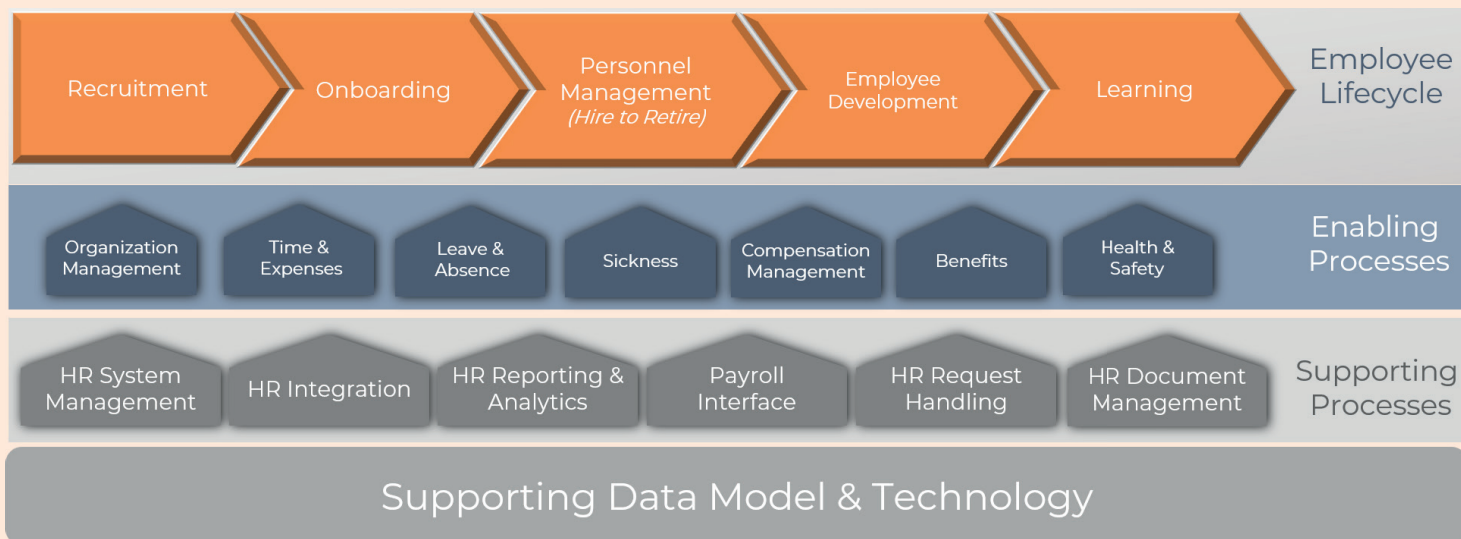 Recruitment
Onboarding
Personnel
Management
(Hire to Retire)
Employee
Development
Learning
Employee
Lifecycle
Organization
Management
Time &
Expenses
Leave &
Absence
Sickness
Compensation
Management
Benefits
Health &
Safety
Enabling
Processes
HR System
Management
HR Integration
HR Reporting &
Analytics
Payroll
Interface
HR Request
Handling
HR Document
Management
Supporting
Processes
Supporting Data Model & Technology